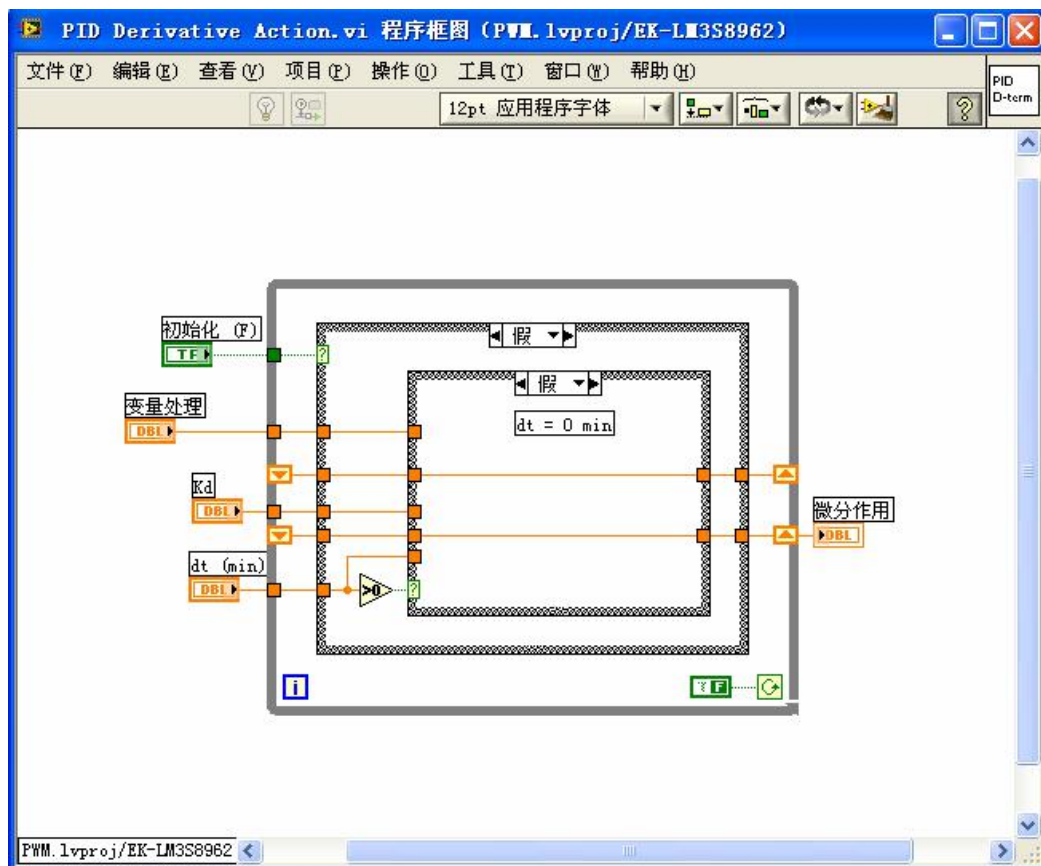 PID Derivative Action.vi 程序框图 (PWM.lvproj/EK-LM3S8962)
文件(F) 编辑(E) 查看(V) 项目(P) 操作(O) 工具(T) 窗口(W) 帮助(H)
PID
D-term
12pt 应用程序字体
?
初始化 (F)
TF
?
假
假
变量处理
DBL
dt = 0 min
Kd
DBL
微分作用
DBL
dt (min)
DBL
>0
?
i
F
PWM.lvproj/EK-LM3S8962